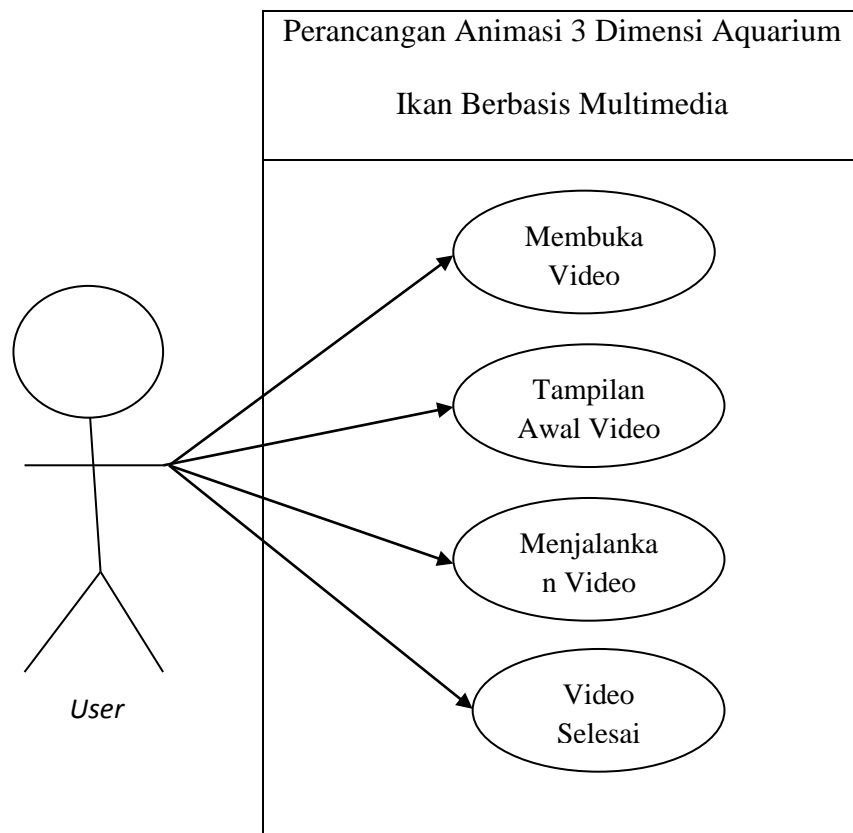 Perancangan Animasi 3 Dimensi Aquarium
Ikan Berbasis Multimedia
Membuka
Video
Tampilan
Awal Video
Menjalanka
n Video
Video
Selesai
User